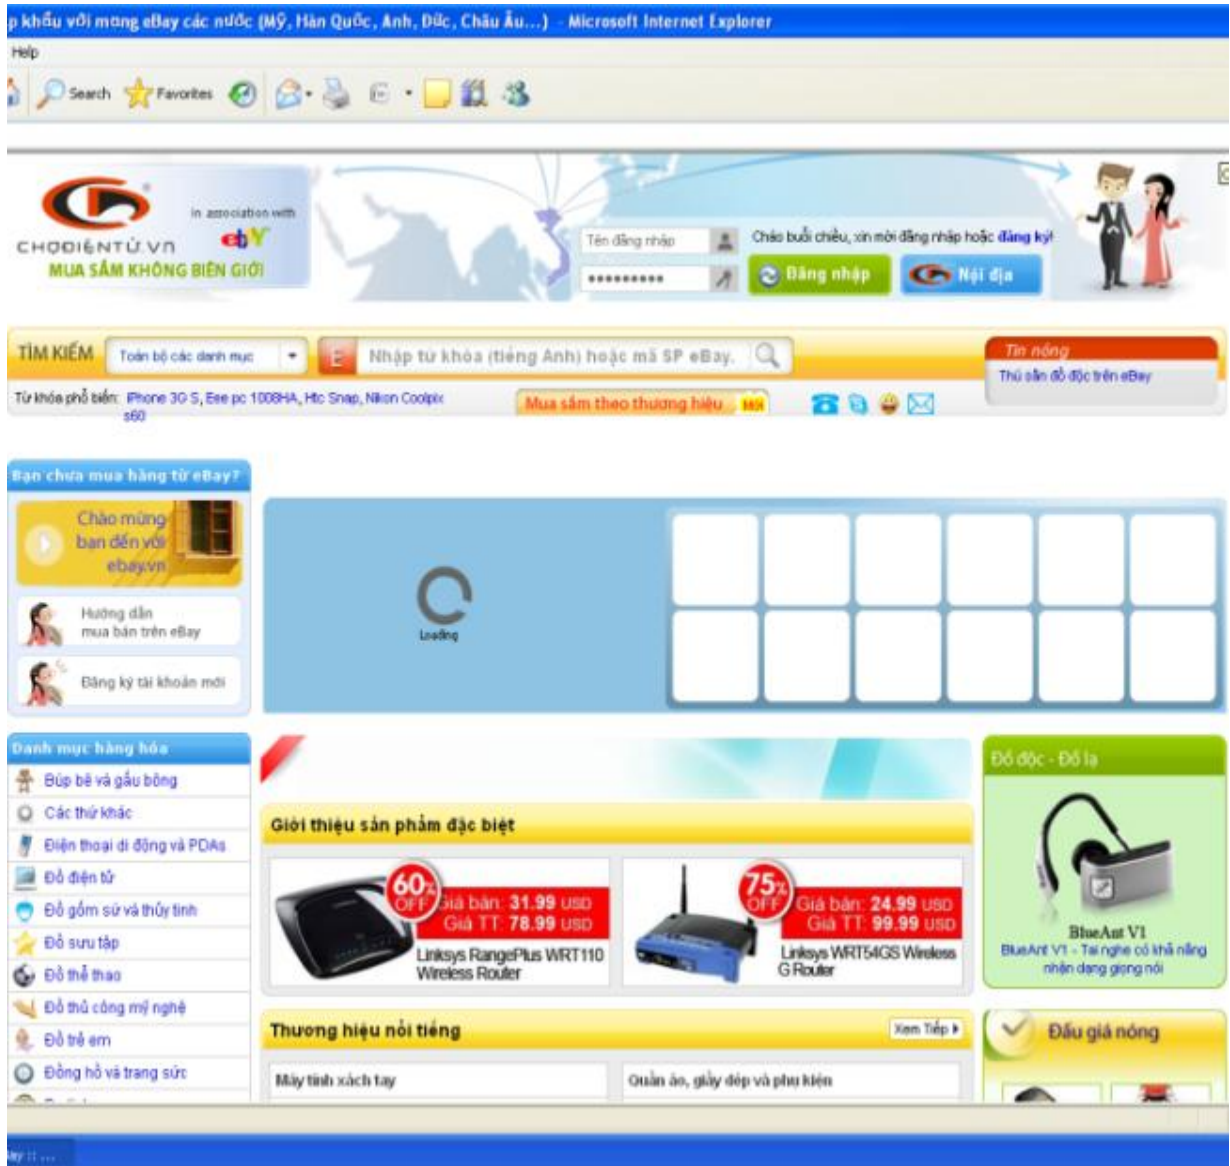 p khẩu với mạng eBay các nước (Mỹ, Hàn Quốc, Anh, Đức, Châu Âu...) - Microsoft Internet Explorer
Help
Search Favorites
in association with
ebY
CHỢĐIỆNTỬ.VN
MUA SẮM KHÔNG BIÊN GIỚI
Tên đăng nhập
Chào buổi chiều, xin mời đăng nhập hoặc đăng ký!
•••••••••
Đăng nhập
Nội địa
TÌM KIẾM
Toàn bộ các danh mục
E
Nhập từ khóa (tiếng Anh) hoặc mã SP eBay.
Tin nóng
Thú săn đồ độc trên eBay
Từ khóa phổ biến: iPhone 3G S, Eee pc 1008HA, Htc Snap, Nikon Coolpix
s60
Mua sắm theo thương hiệu
Mới
Bạn chưa mua hàng từ eBay?
Chào mừng
bạn đến với
ebay.vn
Hướng dẫn
mua bán trên eBay
Đăng ký tài khoản mới
Loading
Danh mục hàng hóa
Búp bê và gấu bông
Các thứ khác
Điện thoại di động và PDAs
Đồ điện tử
Đồ gốm sứ và thủy tinh
Đồ sưu tập
Đồ thể thao
Đồ thủ công mỹ nghệ
Đồ trẻ em
Đồng hồ và trang sức
Giới thiệu sản phẩm đặc biệt
60% OFF
Giá bán: 31.99 USD
Giá TT: 78.99 USD
Linksys RangePlus WRT110
Wireless Router
75% OFF
Giá bán: 24.99 USD
Giá TT: 99.99 USD
Linksys WRT54GS Wireless
G Router
Đồ độc - Đồ lạ
BlueAnt V1
BlueAnt V1 - Tai nghe có khả năng
nhận dạng giọng nói
Thương hiệu nổi tiếng
Xem Tiếp
Máy tính xách tay
Quần áo, giầy dép và phụ kiện
Đấu giá nóng